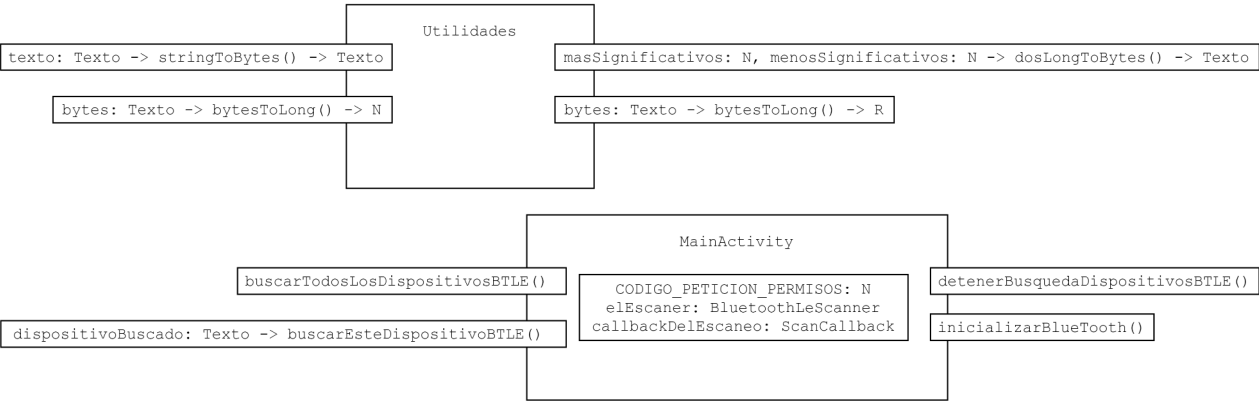 Utilidades
texto: Texto -> stringToBytes() -> Texto
masSignificativos: N, menosSignificativos: N -> dosLongToBytes() -> Texto
bytes: Texto -> bytesToLong() -> N
bytes: Texto -> bytesToLong() -> R
MainActivity
buscarTodosLosDispositivosBTLE()
CODIGO_PETICION_PERMISOS: N
elEscaner: BluetoothLeScanner
callbackDelEscaneo: ScanCallback
detenerBusquedaDispositivosBTLE()
dispositivoBuscado: Texto -> buscarEsteDispositivoBTLE()
inicializarBlueTooth()